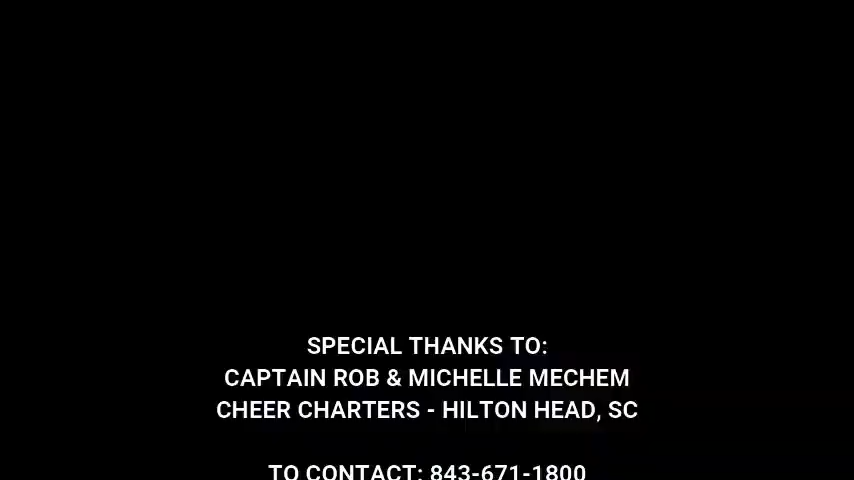 SPECIAL THANKS TO:
CAPTAIN ROB & MICHELLE MECHEM
CHEER CHARTERS - HILTON HEAD, SC
TO CONTACT: 843-671-1800